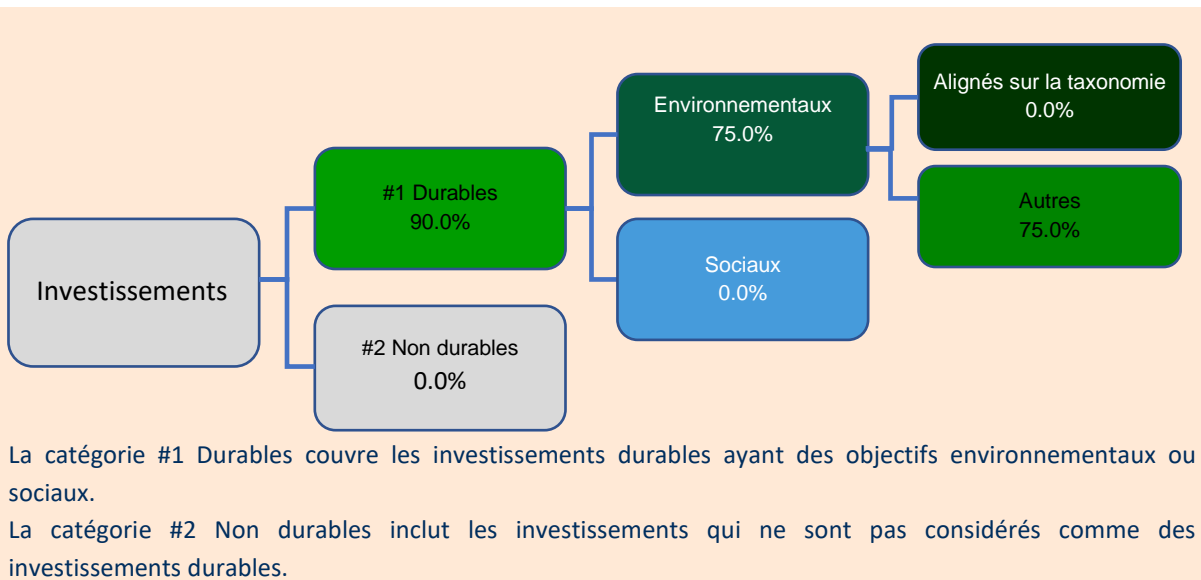 Investissements
#1 Durables
90.0%
#2 Non durables
0.0%
Environnementaux
75.0%
Sociaux
0.0%
Alignés sur la taxonomie
0.0%
Autres
75.0%
La catégorie #1 Durables couvre les investissements durables ayant des objectifs environnementaux ou
sociaux.
La catégorie #2 Non durables inclut les investissements qui ne sont pas considérés comme des
investissements durables.